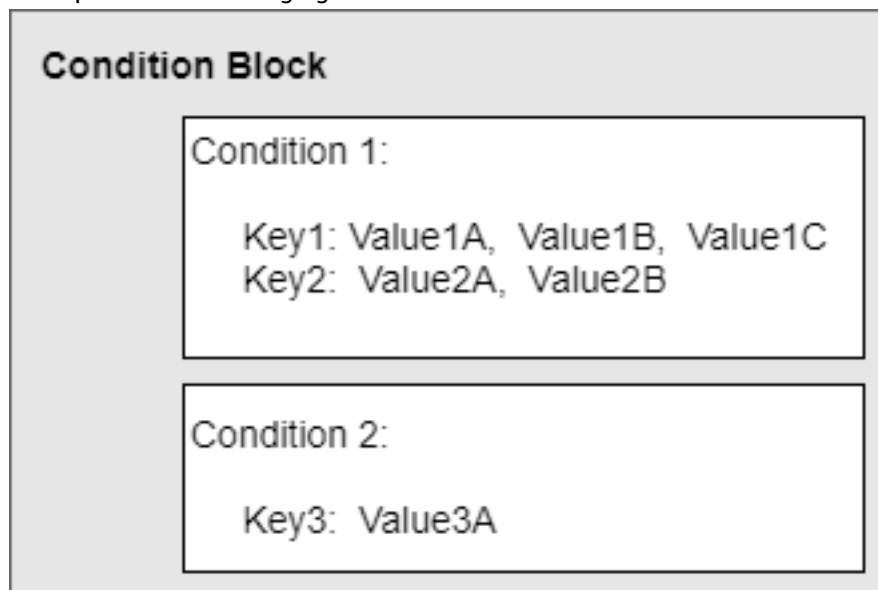 Condition Block
Condition 1:
Key1: Value1A, Value1B, Value1C
Key2: Value2A, Value2B
Condition 2:
Key3: Value3A